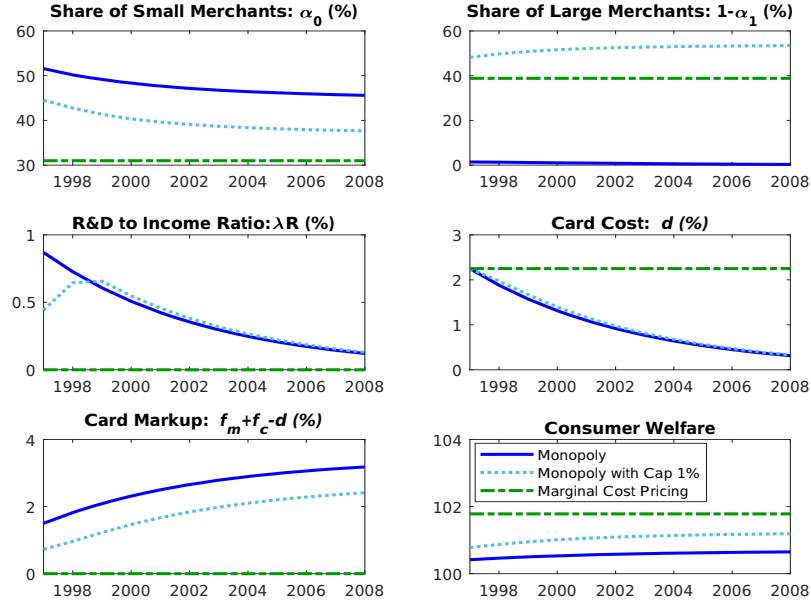 Share of Small Merchants: α_0 (%)
60
50
40
30
1998 2000 2002 2004 2006 2008
Share of Large Merchants: 1-α_1 (%)
60
40
20
0
1998 2000 2002 2004 2006 2008
R&D to Income Ratio:λR (%)
1
0.5
0
1998 2000 2002 2004 2006 2008
Card Cost: d (%)
3
2
1
0
1998 2000 2002 2004 2006 2008
Card Markup: f_m+f_c-d (%)
4
2
0
1998 2000 2002 2004 2006 2008
Consumer Welfare
104
102
100
Monopoly
Monopoly with Cap 1%
Marginal Cost Pricing
1998 2000 2002 2004 2006 2008